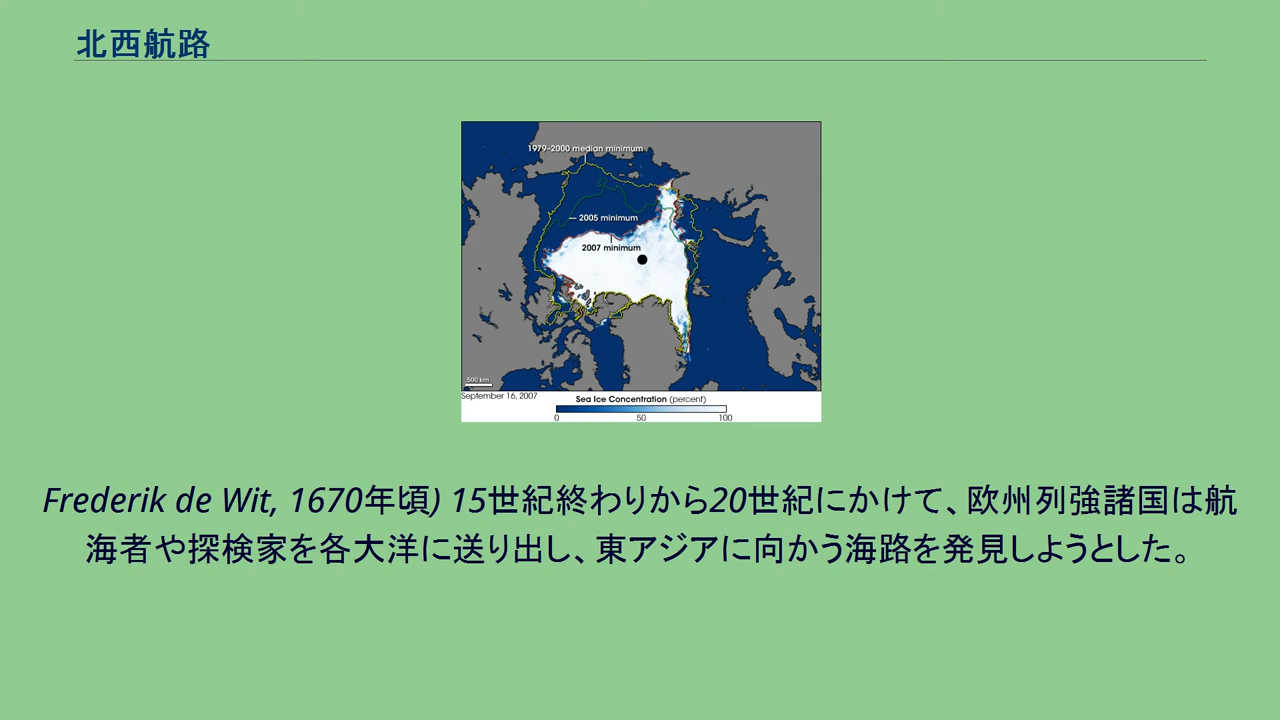 北西航路
1979-2000 median minimum
2005 minimum
2007 minimum
500 km
September 16, 2007
Sea Ice Concentration (percent)
0 50 100
Frederik de Wit, 1670年頃) 15世紀終わりから20世紀にかけて、欧州列強諸国は航
海者や探検家を各大洋に送り出し、東アジアに向かう海路を発見しようとした。